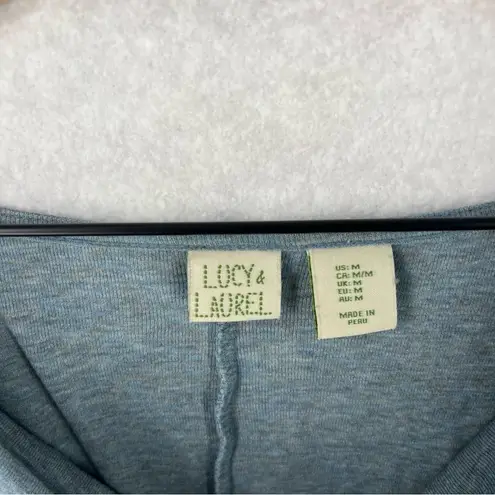 LUCY &
LAUREL
US: M
CA: M/M
UK: M
EU: M
AU: M
MADE IN
PERU